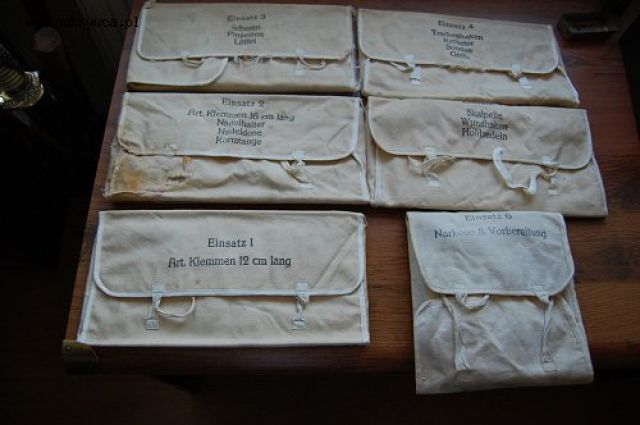 Einsatz 3
Scheren
Pinzetten
Löffel
Einsatz 4
Trachealhaken
Katheter
Sonden
Einsatz 2
Art. Klemmen 16 cm lang
Nadelhalter
Nadeldose
Kornzange
Skalpelle
Wundhaken
Hohlnadeln
Einsatz 1
Art. Klemmen 12 cm lang
Einsatz 6
Narkose & Vorbereitung